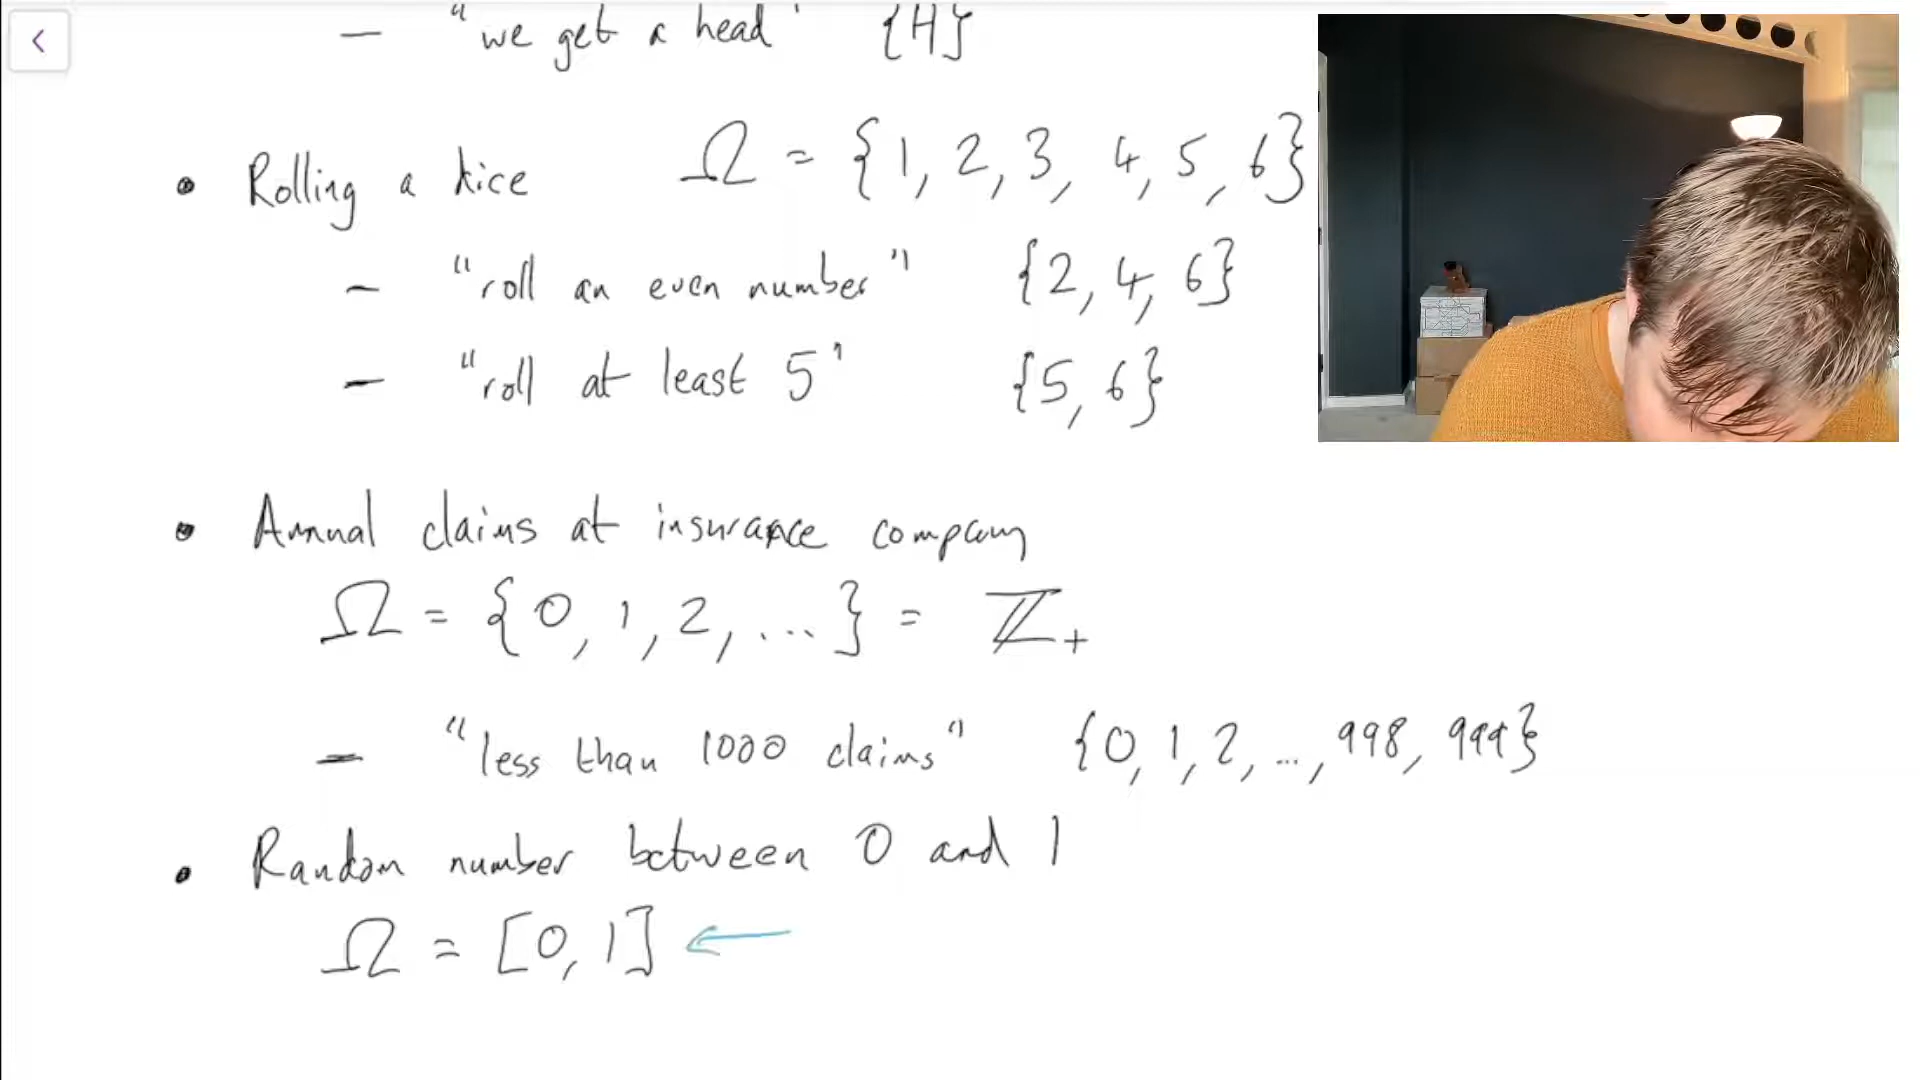 — "we get a head" {H}
• Rolling a dice Ω = {1, 2, 3, 4, 5, 6}
— "roll an even number" {2, 4, 6}
— "roll at least 5" {5, 6}
• Annual claims at insurance company
Ω = {0, 1, 2, ...} = ℤ₊
— "less than 1000 claims" {0, 1, 2, ..., 998, 999}
• Random number between 0 and 1
Ω = [0, 1] ←